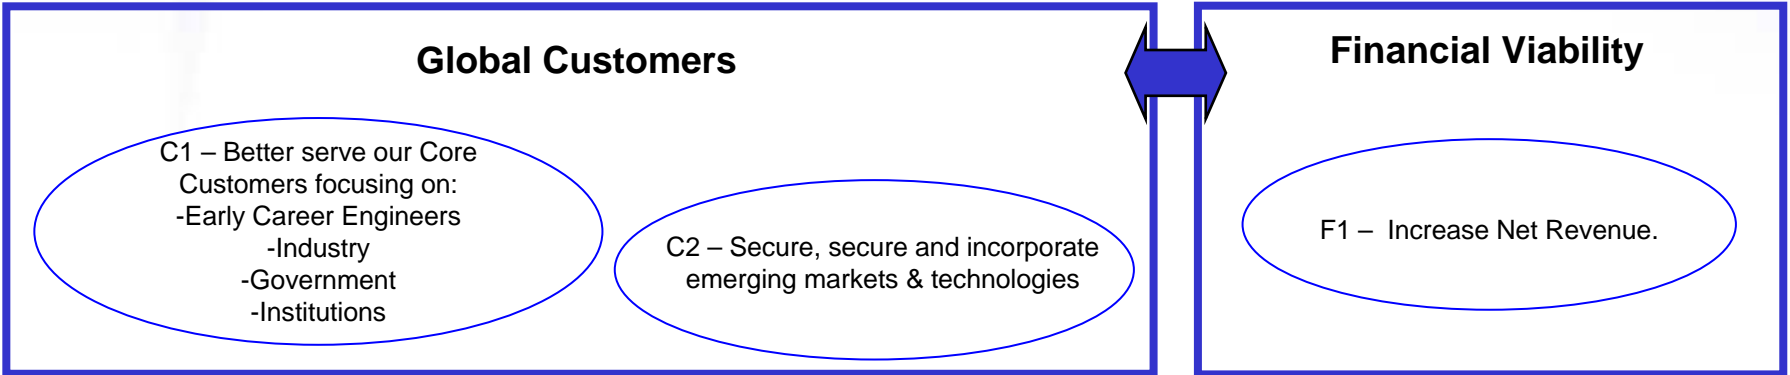 Global Customers
C1 – Better serve our Core
Customers focusing on:
-Early Career Engineers
-Industry
-Government
-Institutions
C2 – Secure, secure and incorporate
emerging markets & technologies
Financial Viability
F1 –  Increase Net Revenue.